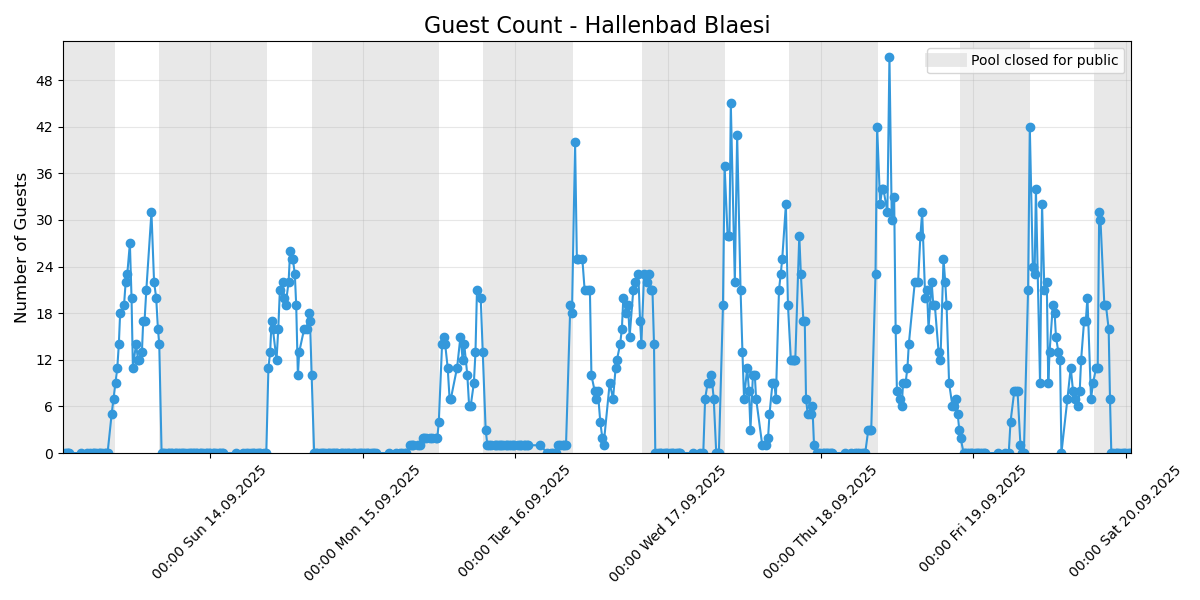 Guest Count - Hallenbad Blaesi
Pool closed for public
Number of Guests
48
42
36
30
24
18
12
6
0
00:00 Sun 14.09.2025
00:00 Mon 15.09.2025
00:00 Tue 16.09.2025
00:00 Wed 17.09.2025
00:00 Thu 18.09.2025
00:00 Fri 19.09.2025
00:00 Sat 20.09.2025